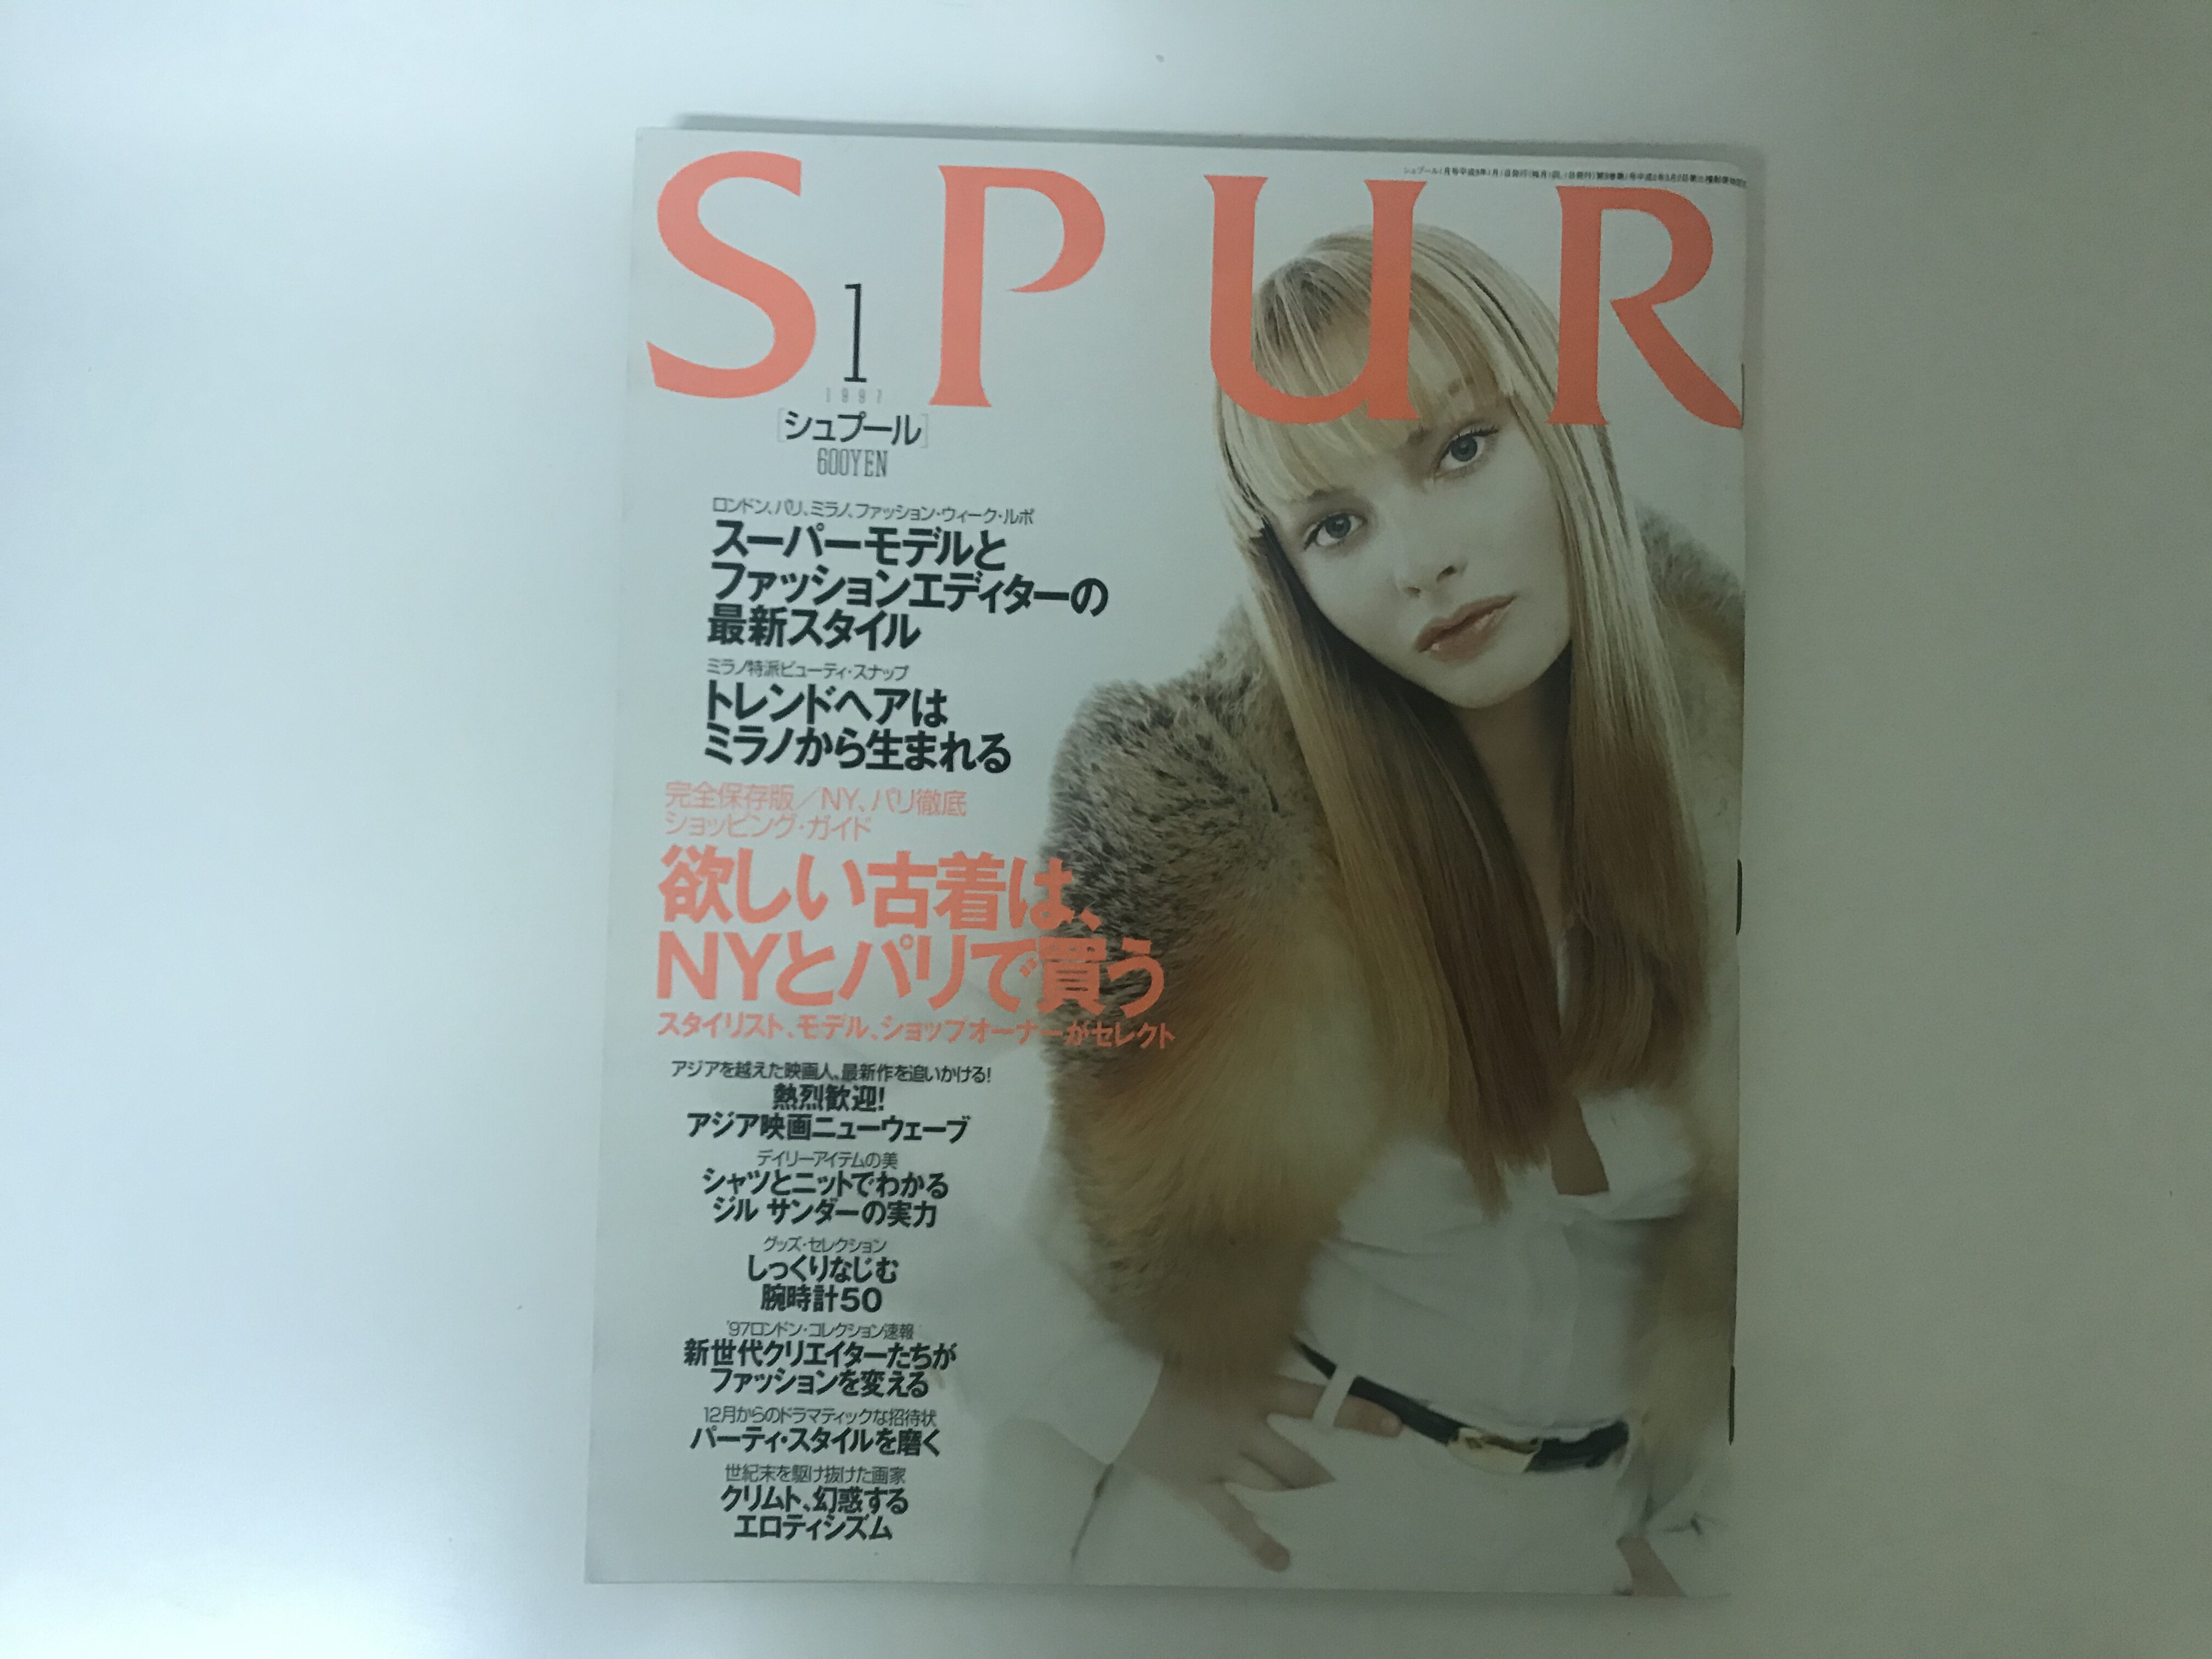 SPUR
1
1997
[シュプール]
600YEN
ロンドン、パリ、ミラノ、ファッション・ウィーク・ルポ
スーパーモデルと
ファッションエディターの
最新スタイル
ミラノ特派ビューティ・スナップ
トレンドヘアは
ミラノから生まれる
完全保存版/NY、パリ徹底
ショッピング・ガイド
欲しい古着は、
NYとパリで買う
スタイリスト、モデル、ショップオーナーがセレクト
アジアを越えた映画人、最新作を追いかける!
熱烈歓迎!
アジア映画ニューウェーブ
デイリーアイテムの美
シャツとニットでわかる
ジル サンダーの実力
グッズ・セレクション
しっくりなじむ
腕時計50
'97ロンドン・コレクション速報
新世代クリエイターたちが
ファッションを変える
12月からのドラマティックな招待状
パーティ・スタイルを磨く
世紀末を駆け抜けた画家
クリムト、幻惑する
エロティシズム